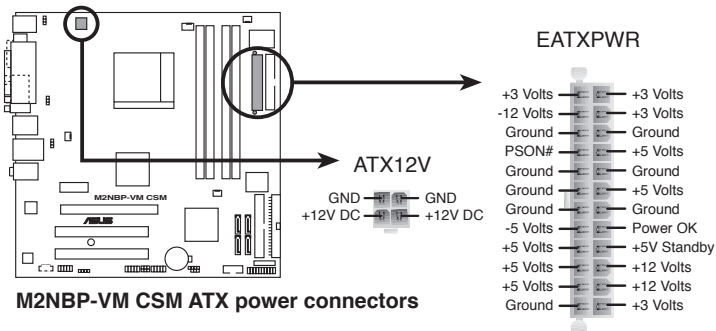 EATXPWR
+3 Volts +3 Volts
-12 Volts +3 Volts
Ground Ground
PSON# +5 Volts
Ground Ground
Ground +5 Volts
Ground Ground
-5 Volts Power OK
+5 Volts +5V Standby
+5 Volts +12 Volts
+5 Volts +12 Volts
Ground +3 Volts
ATX12V
GND GND
+12V DC +12V DC
M2NBP-VM CSM
ASUS
M2NBP-VM CSM ATX power connectors